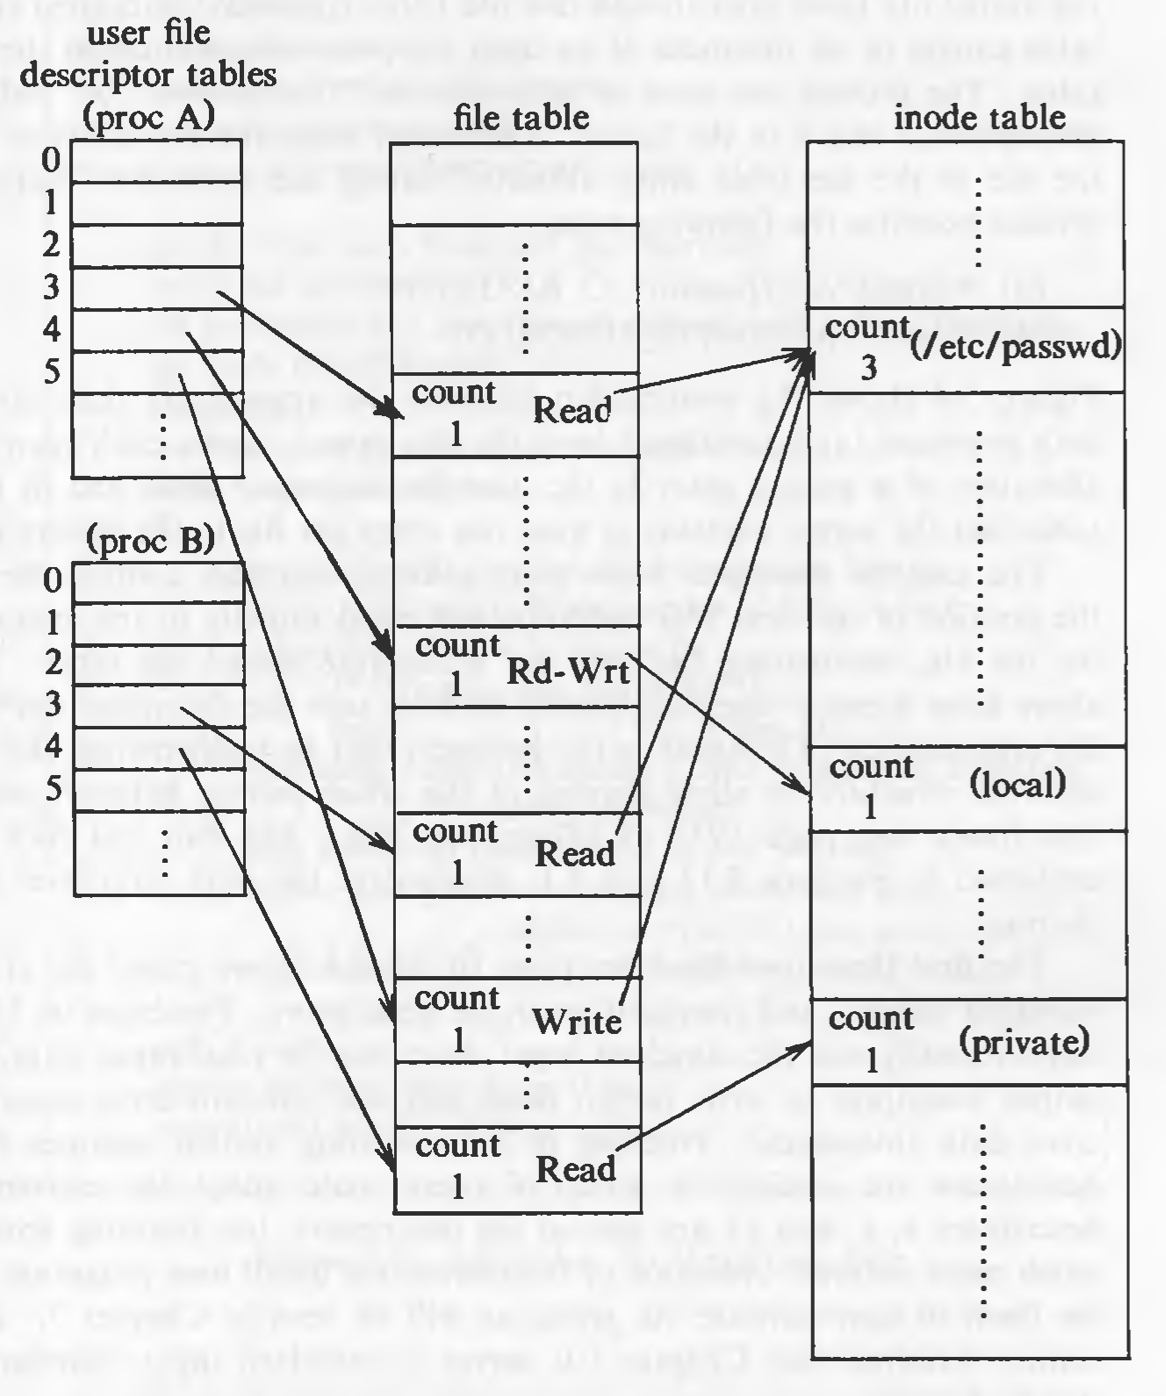 user file
descriptor tables
(proc A)
0
1
2
3
4
5
(proc B)
0
1
2
3
4
5
file table
count
1 Read
count
1 Rd-Wrt
count
1 Read
count
1 Write
count
1 Read
inode table
count (/etc/passwd)
3
count (local)
1
count (private)
1